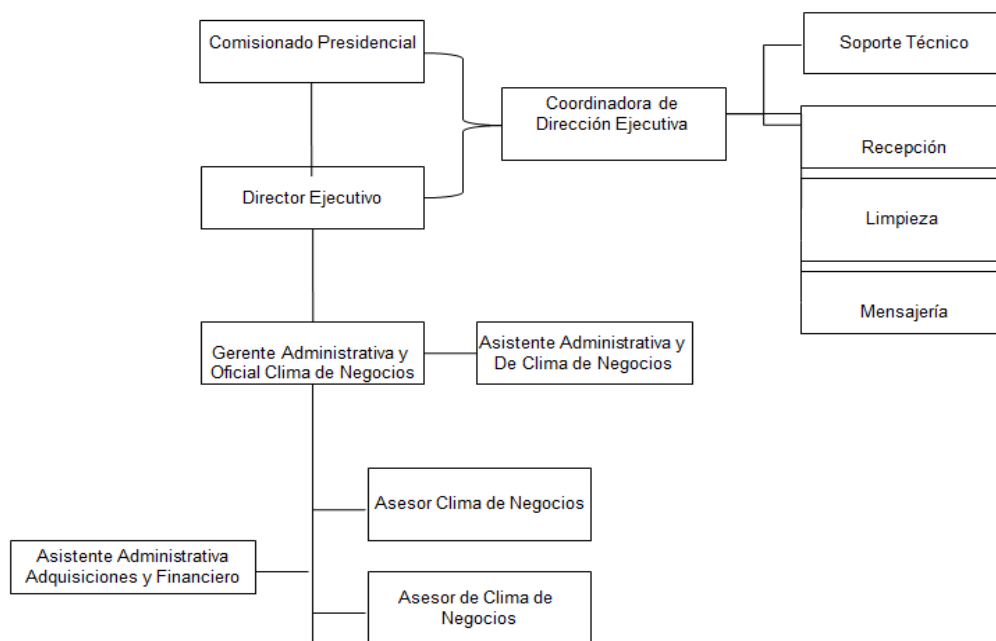 Comisionado Presidencial
Soporte Técnico
Coordinadora de
Dirección Ejecutiva
Recepción
Director Ejecutivo
Limpieza
Mensajería
Gerente Administrativa y
Oficial Clima de Negocios
Asistente Administrativa y
De Clima de Negocios
Asesor Clima de Negocios
Asistente Administrativa
Adquisiciones y Financiero
Asesor de Clima de
Negocios